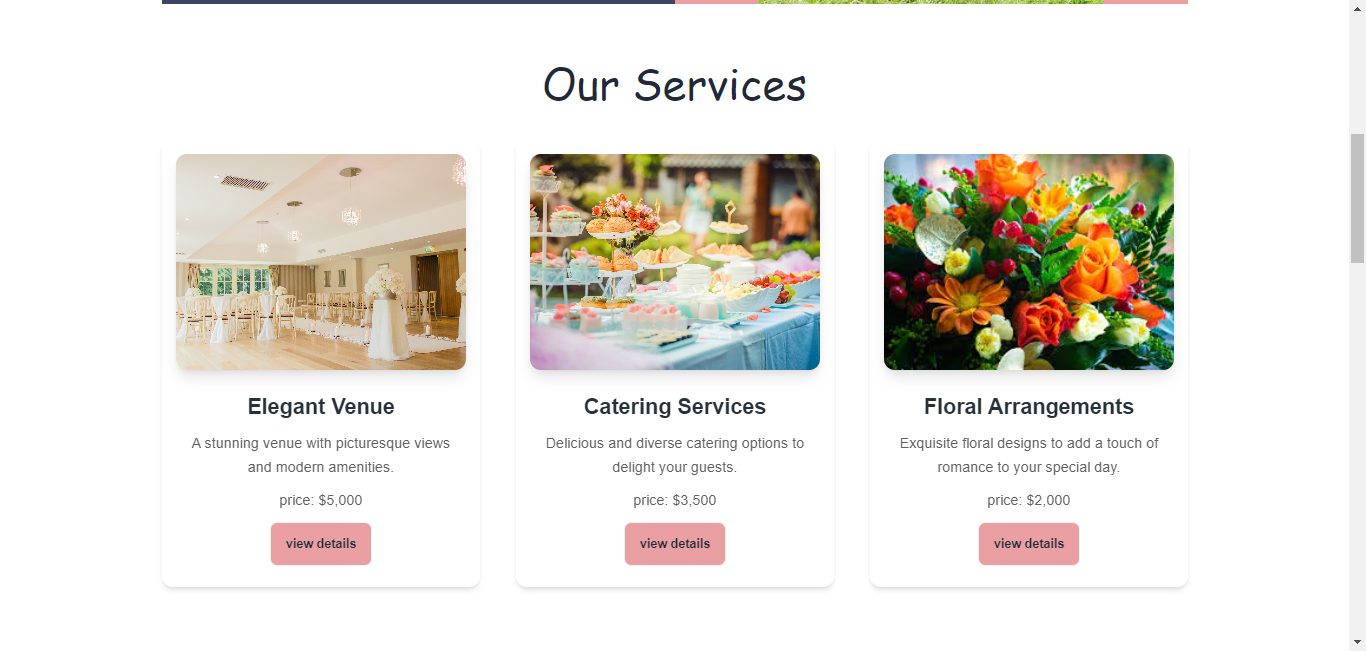 Our Services
Elegant Venue
A stunning venue with picturesque views
and modern amenities.
price: $5,000
view details
Catering Services
Delicious and diverse catering options to
delight your guests.
price: $3,500
view details
Floral Arrangements
Exquisite floral designs to add a touch of
romance to your special day.
price: $2,000
view details